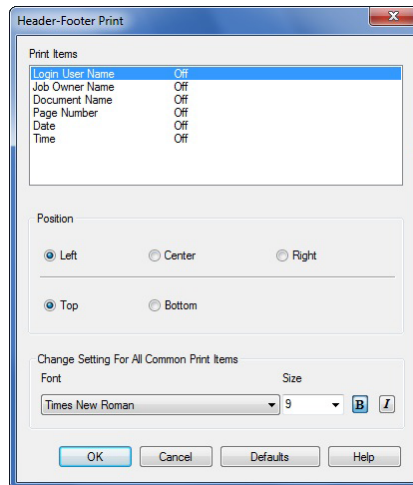 Header-Footer Print
Print Items
Login User Name Off
Job Owner Name Off
Document Name Off
Page Number Off
Date Off
Time Off
Position
Left Center Right
Top Bottom
Change Setting For All Common Print Items
Font Size
Times New Roman 9 B I
OK Cancel Defaults Help